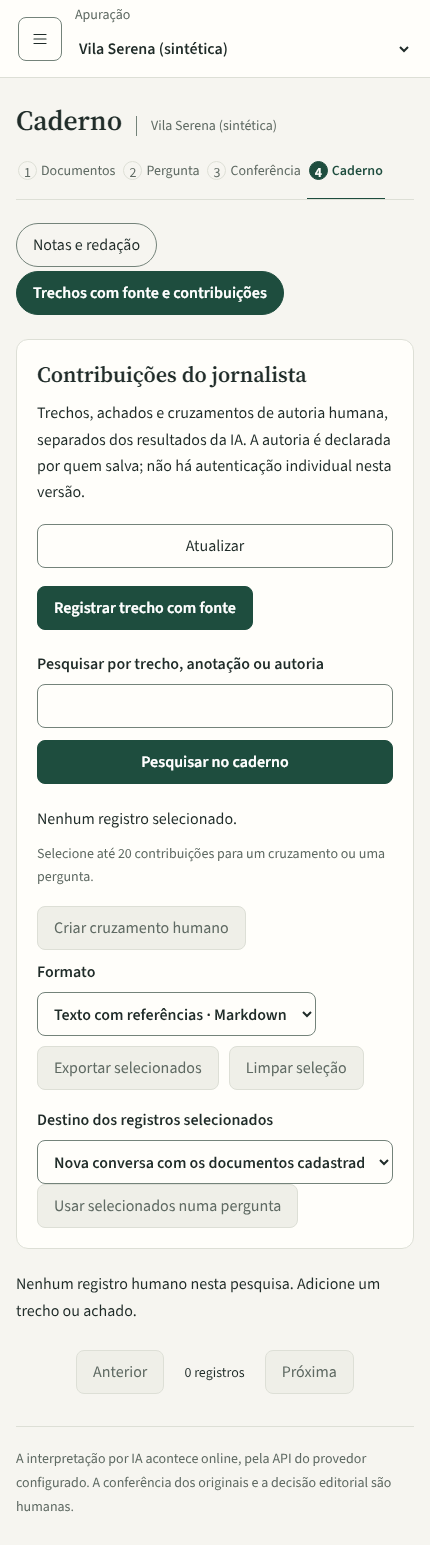 Apuração
Vila Serena (sintética)
Caderno
Vila Serena (sintética)
1 Documentos 2 Pergunta 3 Conferência 4 Caderno
Notas e redação
Trechos com fonte e contribuições
Contribuições do jornalista
Trechos, achados e cruzamentos de autoria humana,
separados dos resultados da IA. A autoria é declarada
por quem salva; não há autenticação individual nesta
versão.
Atualizar
Registrar trecho com fonte
Pesquisar por trecho, anotação ou autoria
Pesquisar no caderno
Nenhum registro selecionado.
Selecione até 20 contribuições para um cruzamento ou uma
pergunta.
Criar cruzamento humano
Formato
Texto com referências · Markdown
Exportar selecionados Limpar seleção
Destino dos registros selecionados
Nova conversa com os documentos cadastrad
Usar selecionados numa pergunta
Nenhum registro humano nesta pesquisa. Adicione um
trecho ou achado.
Anterior 0 registros Próxima
A interpretação por IA acontece online, pela API do provedor
configurado. A conferência dos originais e a decisão editorial são
humanas.